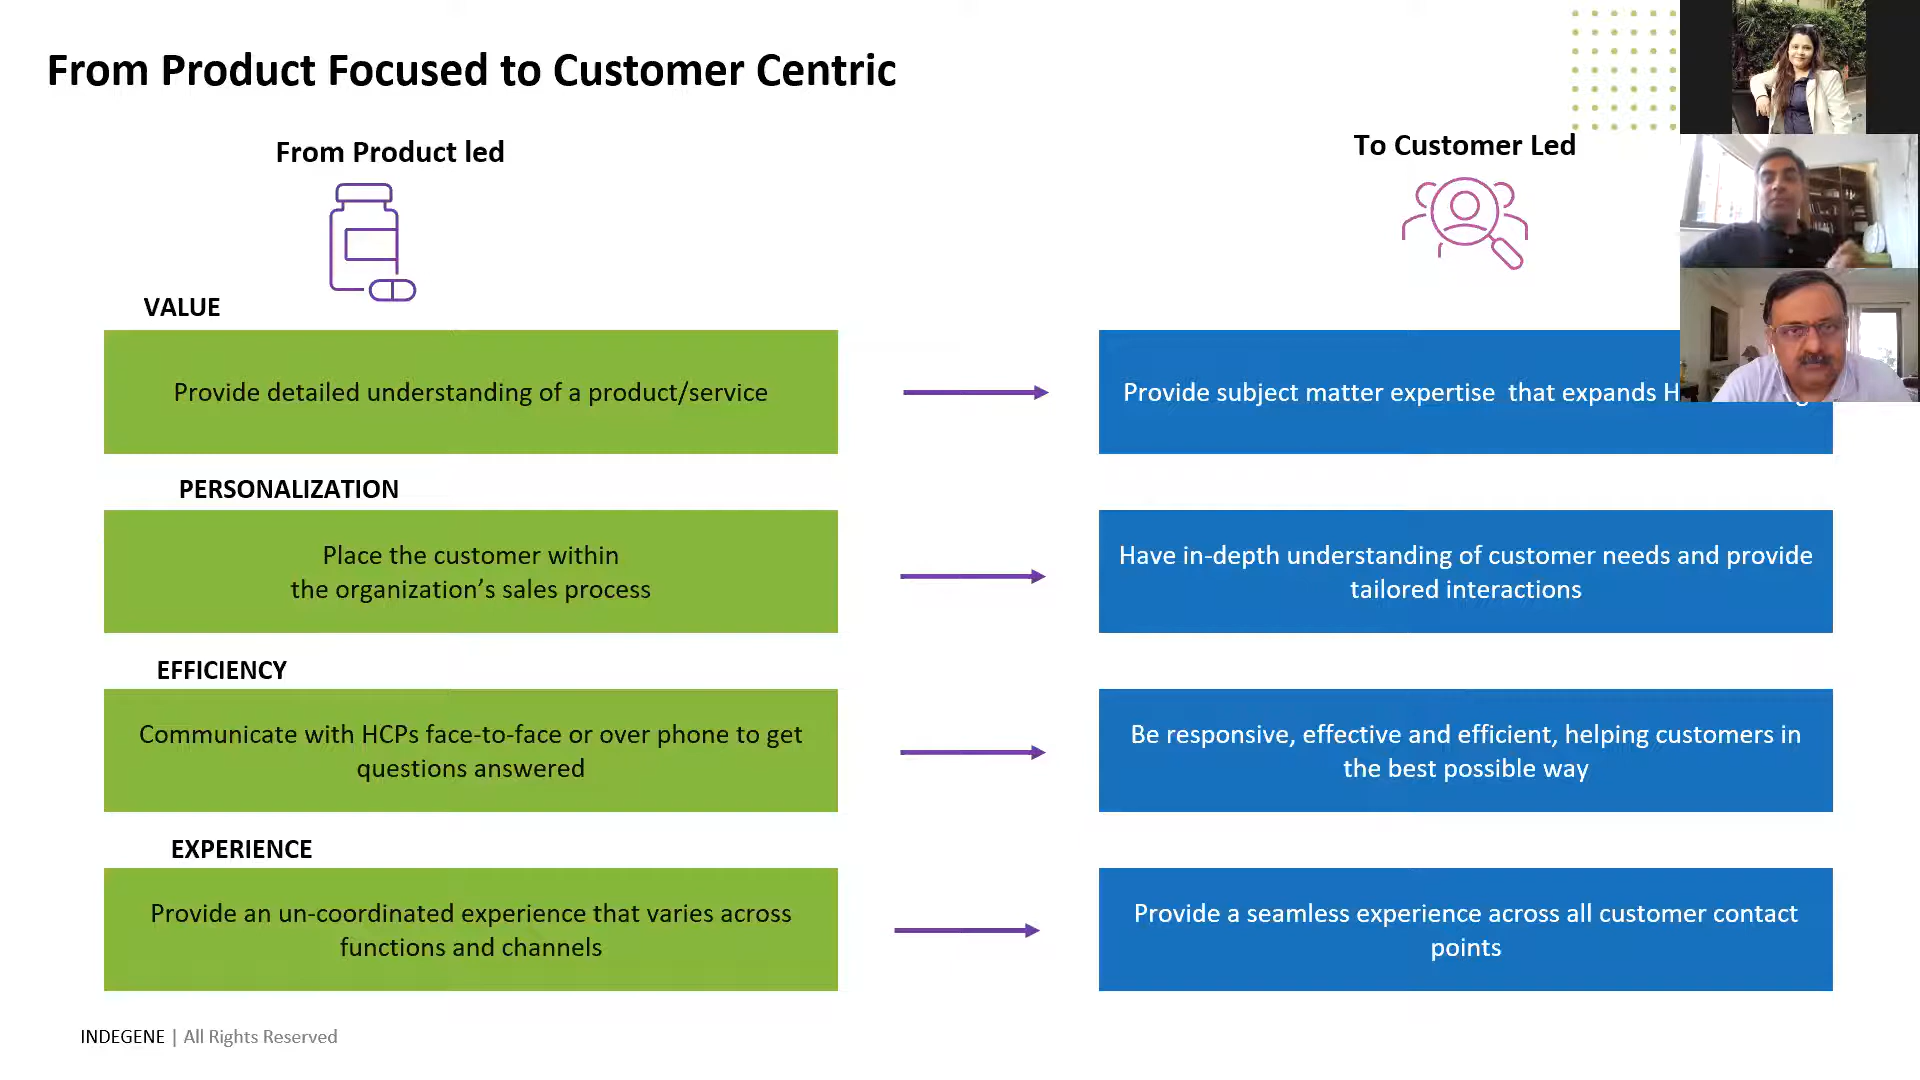 From Product Focused to Customer Centric
From Product led
To Customer Led
VALUE
Provide detailed understanding of a product/service
Provide subject matter expertise that expands
PERSONALIZATION
Place the customer within
the organization’s sales process
Have in-depth understanding of customer needs and provide
tailored interactions
EFFICIENCY
Communicate with HCPs face-to-face or over phone to get
questions answered
Be responsive, effective and efficient, helping customers in
the best possible way
EXPERIENCE
Provide an un-coordinated experience that varies across
functions and channels
Provide a seamless experience across all customer contact
points
INDEGENE | All Rights Reserved